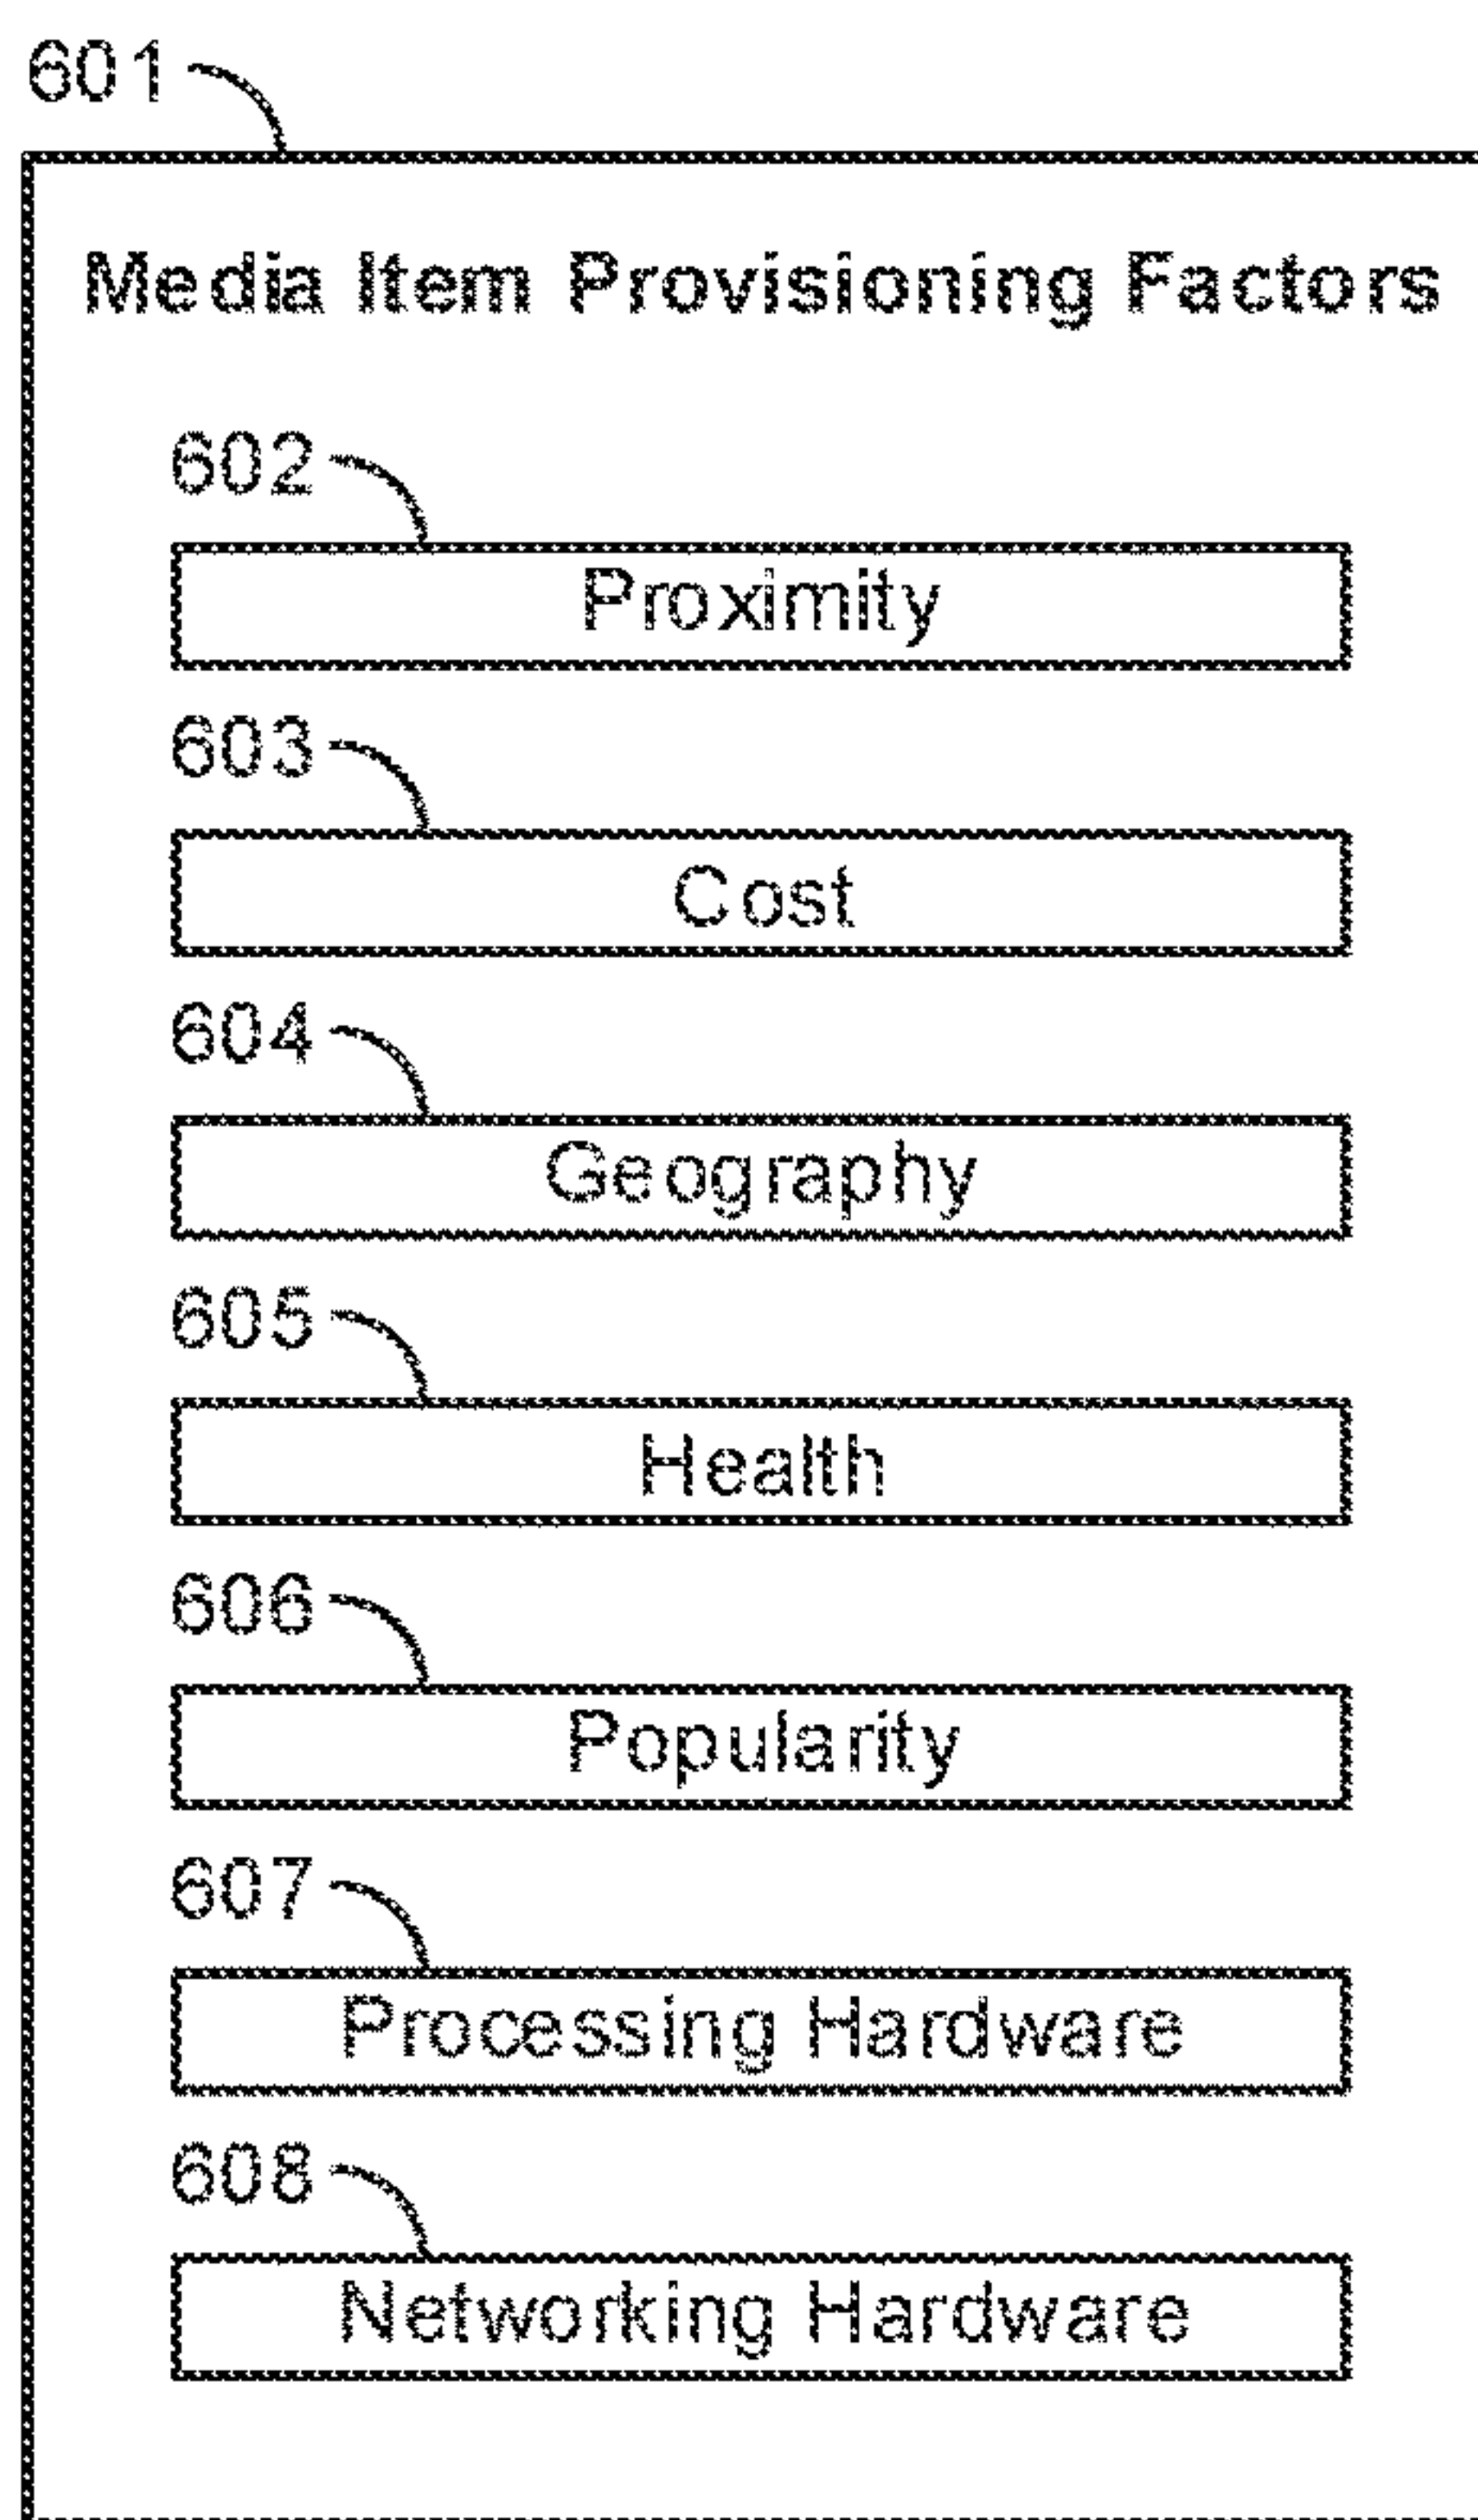 601
Media Item Provisioning Factors
602
Proximity
603
Cost
604
Geography
605
Health
606
Popularity
607
Processing Hardware
608
Networking Hardware